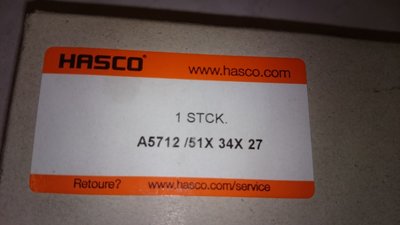 HASCO® www.hasco.com
1 STCK.
A5712 /51X 34X 27
Retoure? www.hasco.com/service